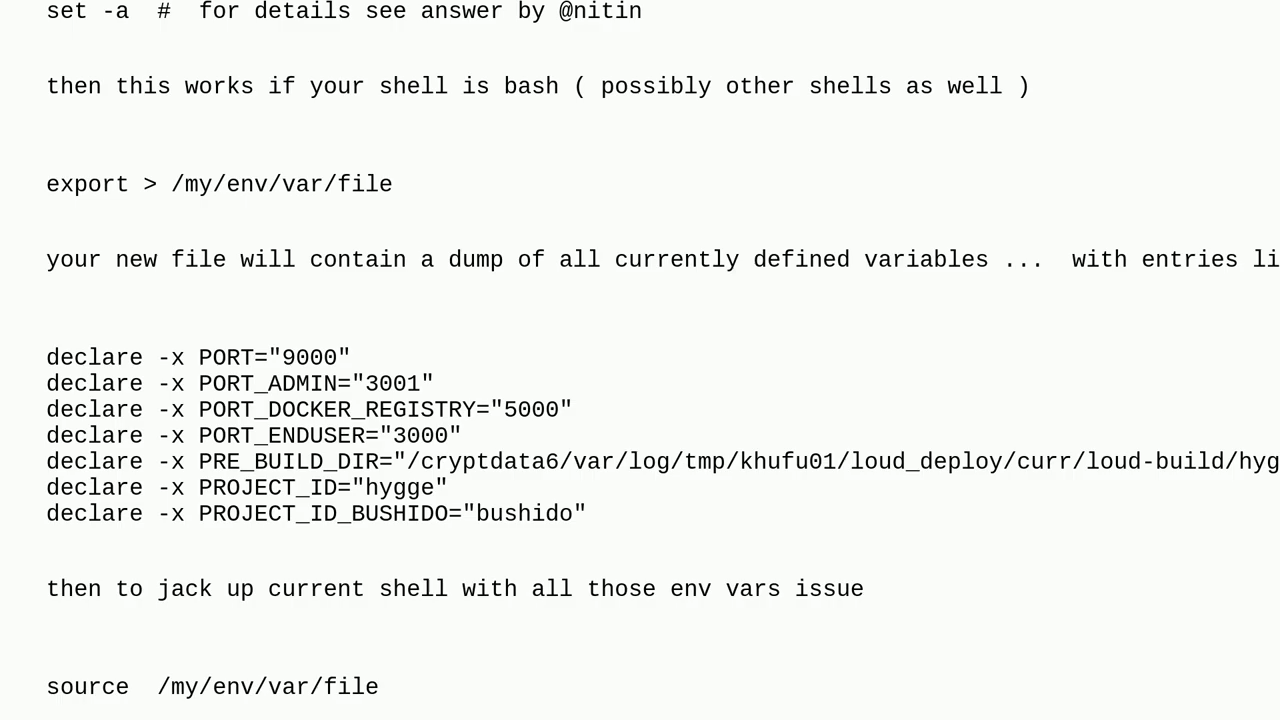 set -a  #  for details see answer by @nitin
then this works if your shell is bash ( possibly other shells as well )
export > /my/env/var/file
your new file will contain a dump of all currently defined variables ...  with entries li
declare -x PORT="9000"
declare -x PORT_ADMIN="3001"
declare -x PORT_DOCKER_REGISTRY="5000"
declare -x PORT_ENDUSER="3000"
declare -x PRE_BUILD_DIR="/cryptdata6/var/log/tmp/khufu01/loud_deploy/curr/loud-build/hyg
declare -x PROJECT_ID="hygge"
declare -x PROJECT_ID_BUSHIDO="bushido"
then to jack up current shell with all those env vars issue
source  /my/env/var/file